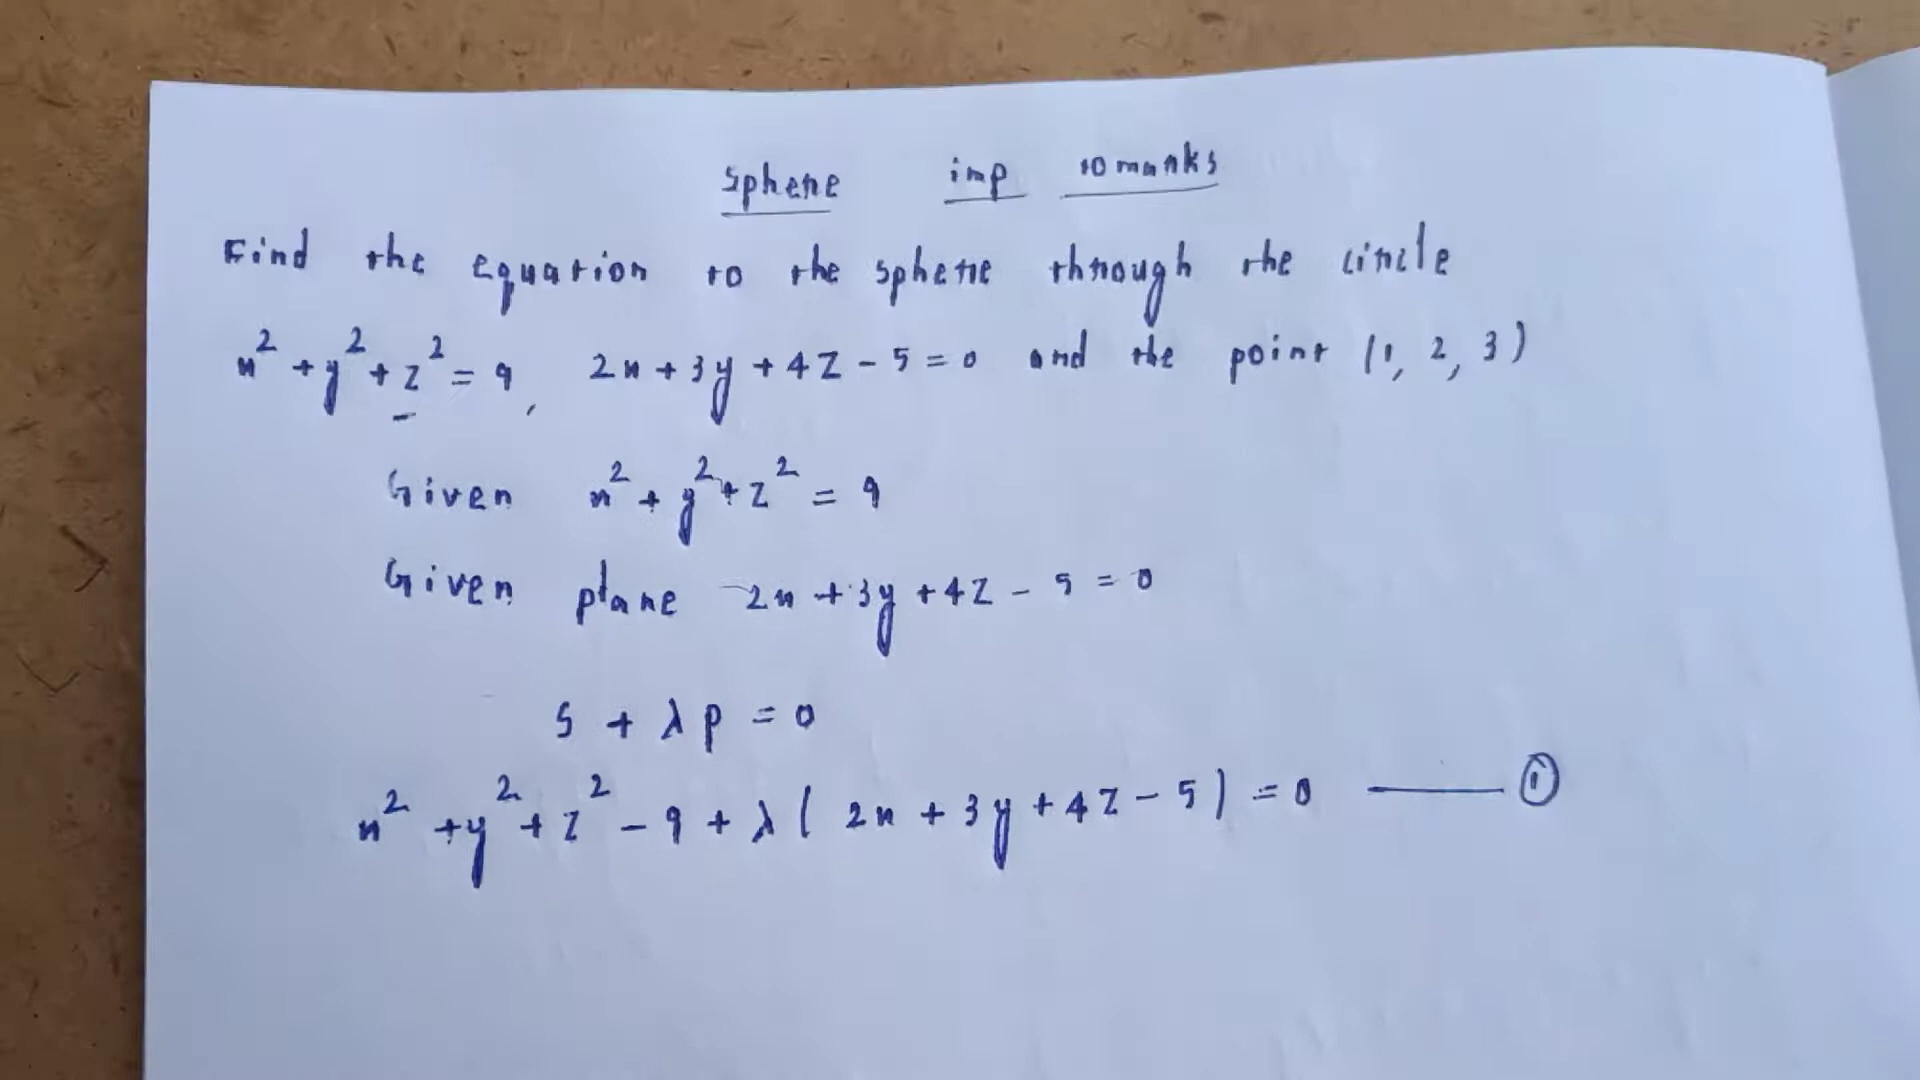 sphere imp 10 marks
Find the equation to the sphere through the circle
x² + y² + z² = 9, 2x + 3y + 4z - 5 = 0 and the point (1, 2, 3)
Given x² + y² + z² = 9
Given plane 2x + 3y + 4z - 5 = 0
S + λp = 0
x² + y² + z² - 9 + λ( 2x + 3y + 4z - 5) = 0 —— ①